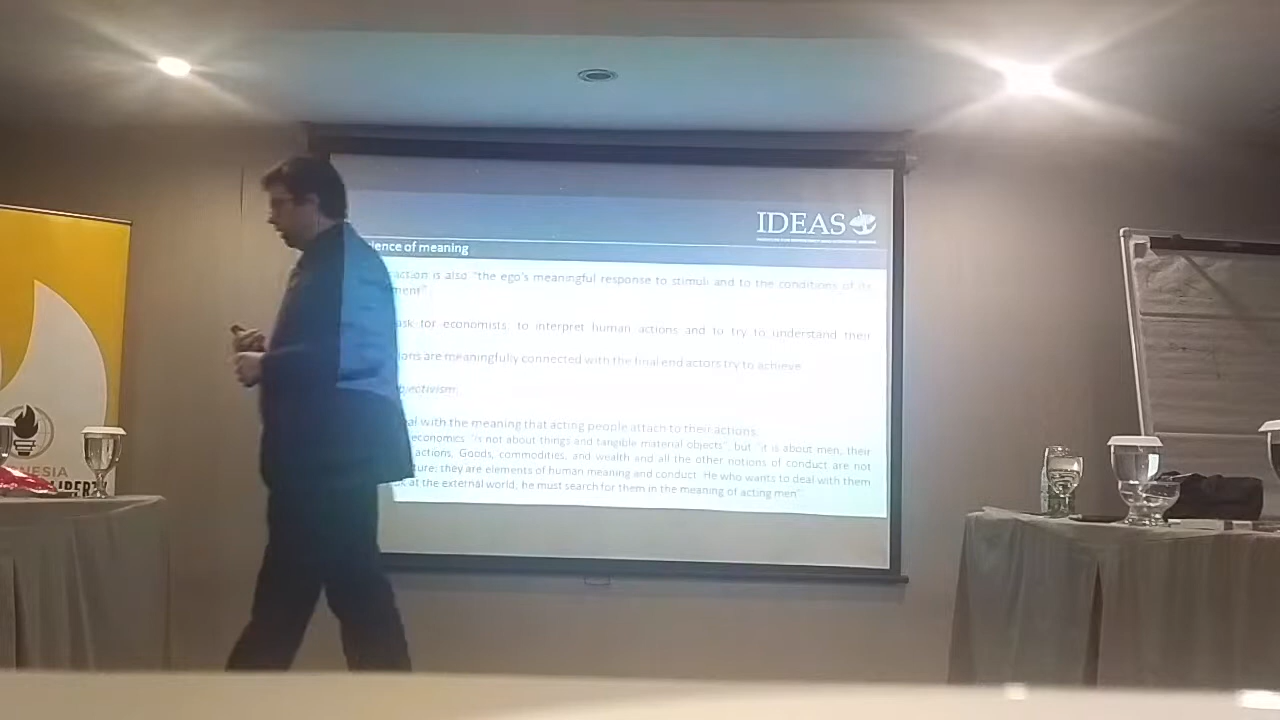 IDEAS
ience of meaning
action is also "the ego's meaningful response to stimuli and to the conditions of its
ment".
ask for economists: to interpret human actions and to try to understand their
ons are meaningfully connected with the final end actors try to achieve.
bjectivism:
al with the meaning that acting people attach to their actions.
economics "is not about things and tangible material objects", but "it is about men, their
actions. Goods, commodities, and wealth and all the other notions of conduct are not
ture; they are elements of human meaning and conduct. He who wants to deal with them
k at the external world, he must search for them in the meaning of acting men"
NESIA
LIBERT